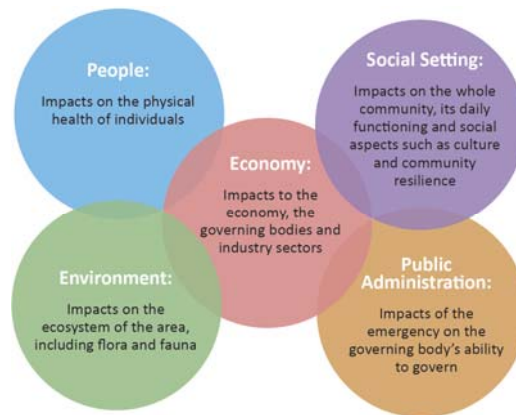 People:
Impacts on the physical
health of individuals
Social Setting:
Impacts on the whole
community, its daily
functioning and social
aspects such as culture
and community
resilience
Economy:
Impacts to the
economy, the
governing bodies and
industry sectors
Environment:
Impacts on the
ecosystem of the area,
including flora and fauna
Public
Administration:
Impacts of the
emergency on the
governing body's ability
to govern